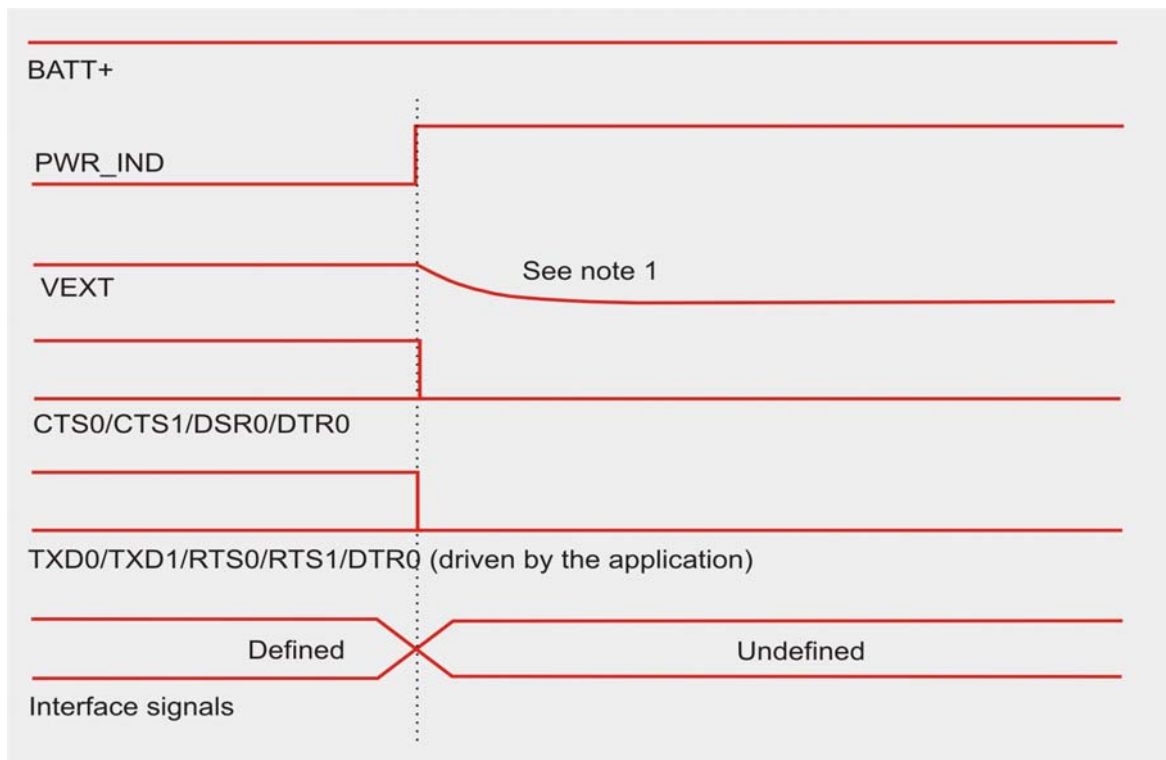 BATT+
PWR_IND
See note 1
VEXT
CTS0/CTS1/DSR0/DTR0
TXD0/TXD1/RTS0/RTS1/DTR0 (driven by the application)
Defined
Undefined
Interface signals